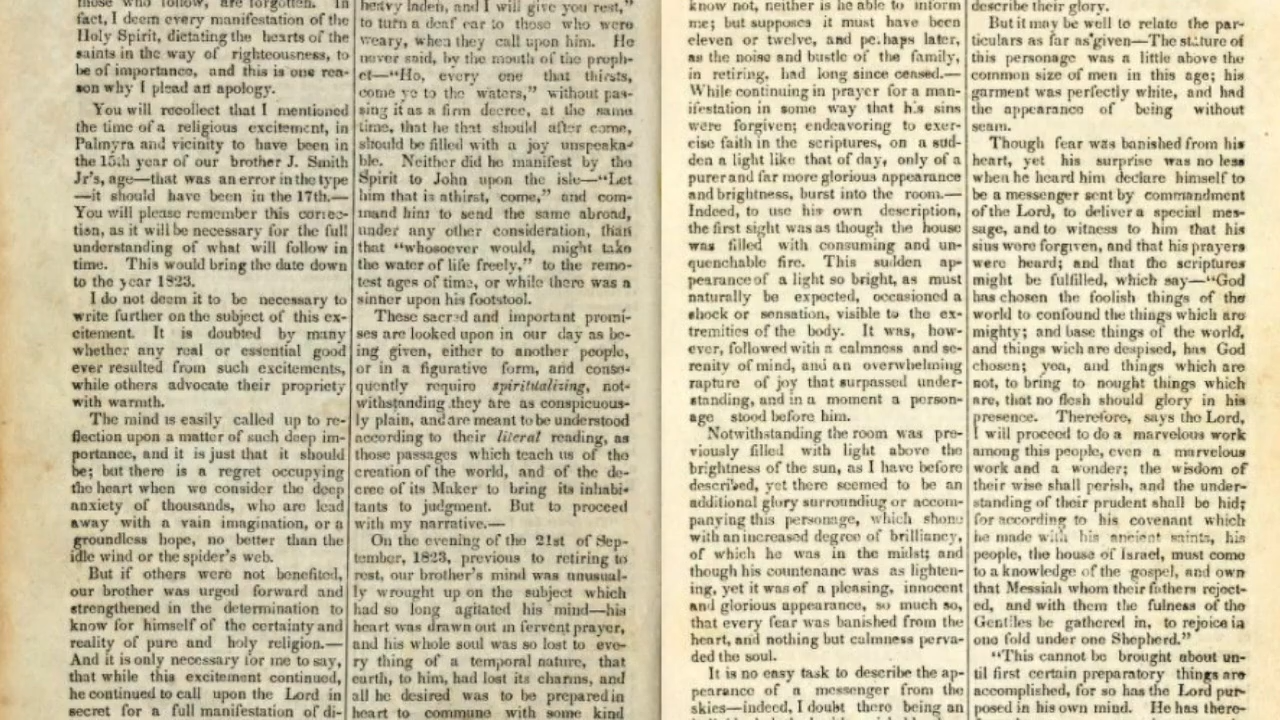 those who follow, are forgotten. In
fact, I deem every manifestation of the
Holy Spirit, dictating the hearts of the
saints in the way of righteousness, to
be of importance, and this is one rea-
son why I plead an apology.
You will recollect that I mentioned
the time of a religious excitement, in
Palmyra and vicinity to have been in
the 15th year of our brother J. Smith
Jr's, age—that was an error in the type
—it should have been in the 17th.—
You will please remember this correc-
tion, as it will be necessary for the full
understanding of what will follow in
time. This would bring the date down
to the year 1823.
I do not deem it to be necessary to
write further on the subject of this ex-
citement. It is doubted by many
whether any real or essential good
ever resulted from such excitements,
while others advocate their propriety
with warmth.
The mind is easily called up to re-
flection upon a matter of such deep im-
portance, and it is just that it should
be; but there is a regret occupying
the heart when we consider the deep
anxiety of thousands, who are lead
away with a vain imagination, or a
groundless hope, no better than the
idle wind or the spider's web.
But if others were not benefited,
our brother was urged forward and
strengthened in the determination to
know for himself of the certainty and
reality of pure and holy religion.—
And it is only necessary for me to say,
that while this excitement continued,
he continued to call upon the Lord in
secret for a full manifestation of di-
heavy laden, and I will give you rest,"
to turn a deaf ear to those who were
weary, when they call upon him. He
never said, by the mouth of the proph-
et—"Ho, every one that thirsts,
come ye to the waters," without pas-
sing it as a firm decree, at the same
time, that he that should after come,
should be filled with a joy unspeaka-
ble. Neither did he manifest by the
Spirit to John upon the isle—"Let
him that is athirst, come," and com-
mand him to send the same abroad,
under any other consideration, than
that "whosoever would, might take
the water of life freely," to the remo-
test ages of time, or while there was a
sinner upon his footstool.
These sacred and important promi-
ses are looked upon in our day as be-
ing given, either to another people,
or in a figurative form, and conse-
quently require spiritualizing, not-
withstanding they are as conspicuous-
ly plain, and are meant to be understood
according to their literal reading, as
those passages which teach us of the
creation of the world, and of the de-
cree of its Maker to bring its inhabi-
tants to judgment. But to proceed
with my narrative.—
On the evening of the 21st of Sep-
tember, 1823, previous to retiring to
rest, our brother's mind was unusual-
ly wrought up on the subject which
had so long agitated his mind—his
heart was drawn out in fervent prayer,
and his whole soul was so lost to eve-
ry thing of a temporal nature, that
earth, to him, had lost its charms, and
all he desired was to be prepared in
heart to commune with some kind
know not, neither is he able to inform
me; but supposes it must have been
eleven or twelve, and perhaps later,
as the noise and bustle of the family,
in retiring, had long since ceased.—
While continuing in prayer for a man-
ifestation in some way that his sins
were forgiven; endeavoring to exer-
cise faith in the scriptures, on a sud-
den a light like that of day, only of a
purer and far more glorious appearance
and brightness, burst into the room.—
Indeed, to use his own description,
the first sight was as though the house
was filled with consuming and un-
quenchable fire. This sudden ap-
pearance of a light so bright, as must
naturally be expected, occasioned a
shock or sensation, visible to the ex-
tremities of the body. It was, how-
ever, followed with a calmness and se-
renity of mind, and an overwhelming
rapture of joy that surpassed under-
standing, and in a moment a person-
age stood before him.
Notwithstanding the room was pre-
viously filled with light above the
brightness of the sun, as I have before
described, yet there seemed to be an
additional glory surrounding or accom-
panying this personage, which shone
with an increased degree of brilliancy,
of which he was in the midst; and
though his countenance was as lighten-
ing, yet it was of a pleasing, innocent
and glorious appearance, so much so,
that every fear was banished from the
heart, and nothing but calmness perva-
ded the soul.
It is no easy task to describe the ap-
pearance of a messenger from the
skies—indeed, I doubt there being an
describe their glory.
But it may be well to relate the par-
ticulars as far as given—The stature of
this personage was a little above the
common size of men in this age; his
garment was perfectly white, and had
the appearance of being without
seam.
Though fear was banished from his
heart, yet his surprise was no less
when he heard him declare himself to
be a messenger sent by commandment
of the Lord, to deliver a special mes-
sage, and to witness to him that his
sins were forgiven, and that his prayers
were heard; and that the scriptures
might be fulfilled, which say—"God
has chosen the foolish things of the
world to confound the things which are
mighty; and base things of the world,
and things wich are despised, has God
chosen; yea, and things which are
not, to bring to nought things which
are, that no flesh should glory in his
presence. Therefore, says the Lord,
I will proceed to do a marvelous work
among this people, even a marvelous
work and a wonder; the wisdom of
their wise shall perish, and the under-
standing of their prudent shall be hid;
for according to his covenant which
he made with his ancient saints, his
people, the house of Israel, must come
to a knowledge of the gospel, and own
that Messiah whom their fathers reject-
ed, and with them the fulness of the
Gentiles be gathered in, to rejoice in
one fold under one Shepherd."
"This cannot be brought about un-
til first certain preparatory things are
accomplished, for so has the Lord pur-
posed in his own mind. He has there-